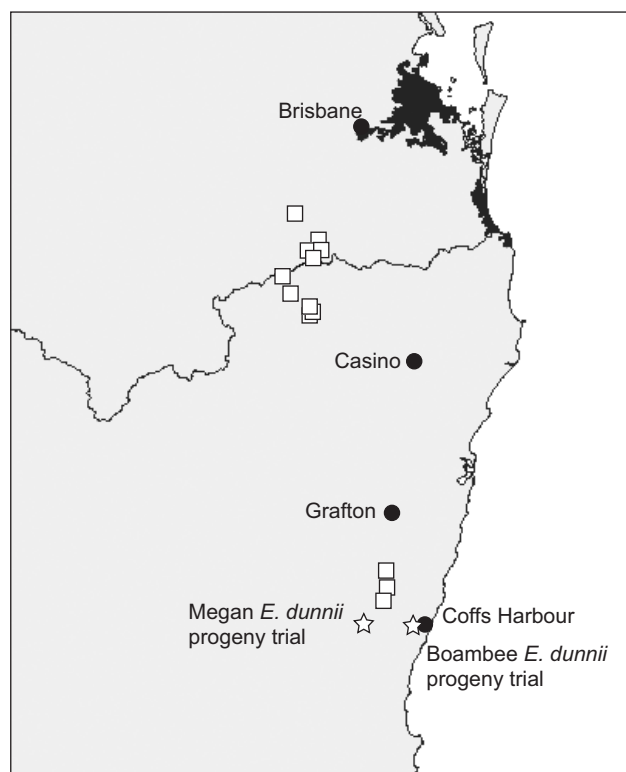 Brisbane
Casino
Grafton
Megan E. dunnii
progeny trial
Coffs Harbour
Boambee E. dunnii
progeny trial